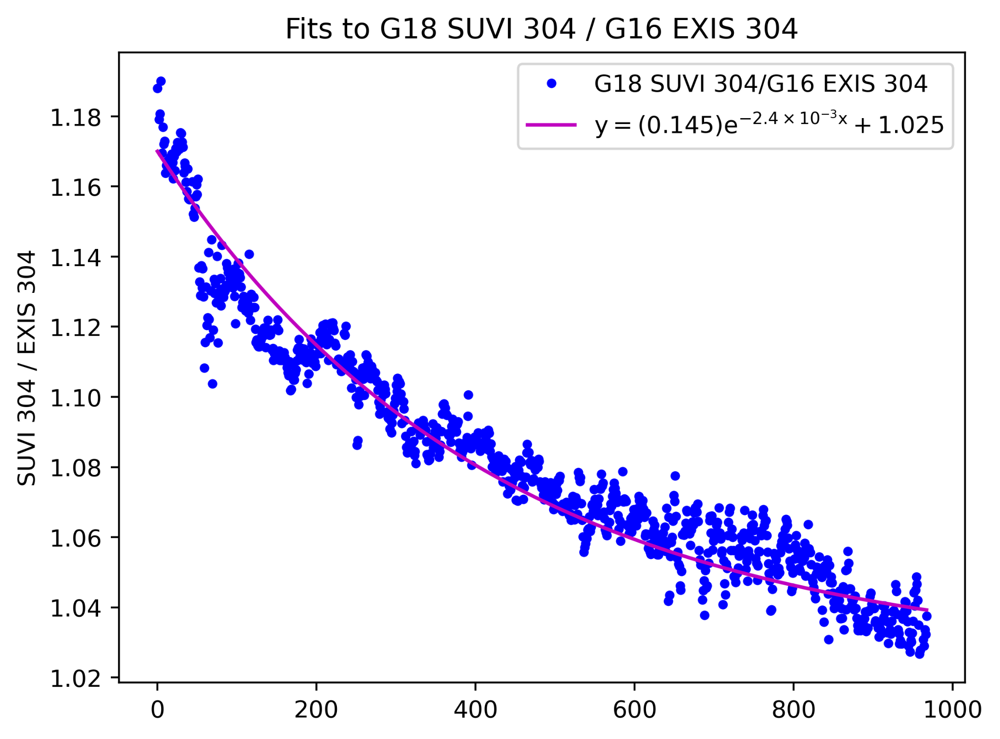 Fits to G18 SUVI 304 / G16 EXIS 304
G18 SUVI 304/G16 EXIS 304
y = (0.145)e^{−2.4 × 10^{−3}x} + 1.025
SUVI 304 / EXIS 304
1.18
1.16
1.14
1.12
1.10
1.08
1.06
1.04
1.02
0 200 400 600 800 1000